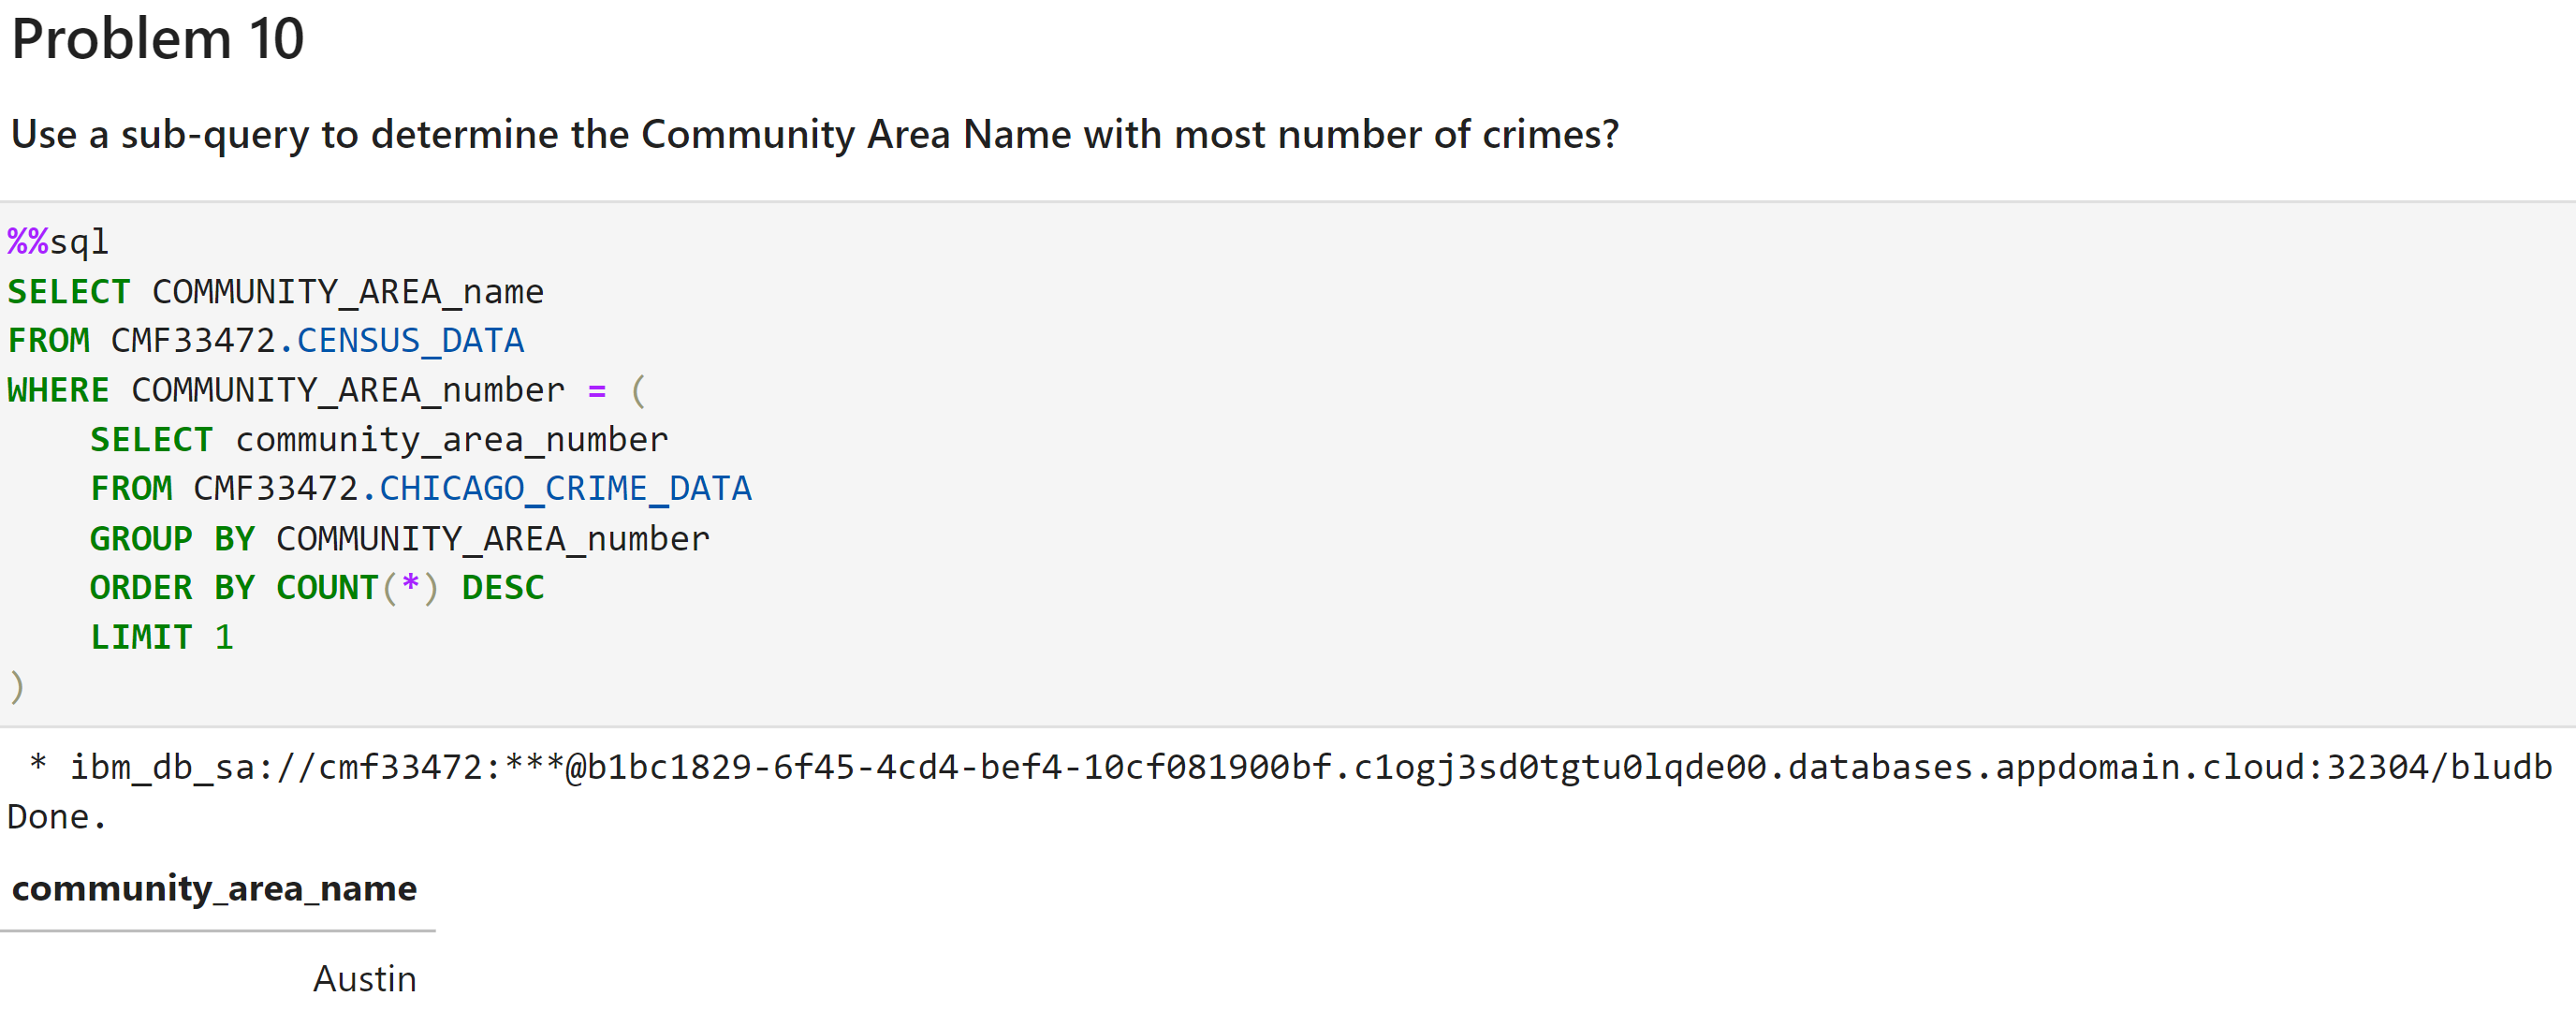 Problem 10
Use a sub-query to determine the Community Area Name with most number of crimes?
%%sql
SELECT COMMUNITY_AREA_name
FROM CMF33472.CENSUS_DATA
WHERE COMMUNITY_AREA_number = (
    SELECT community_area_number
    FROM CMF33472.CHICAGO_CRIME_DATA
    GROUP BY COMMUNITY_AREA_number
    ORDER BY COUNT(*) DESC
    LIMIT 1
)
 * ibm_db_sa://cmf33472:***@b1bc1829-6f45-4cd4-bef4-10cf081900bf.c1ogj3sd0tgtu0lqde00.databases.appdomain.cloud:32304/bludb
Done.
community_area_name
Austin